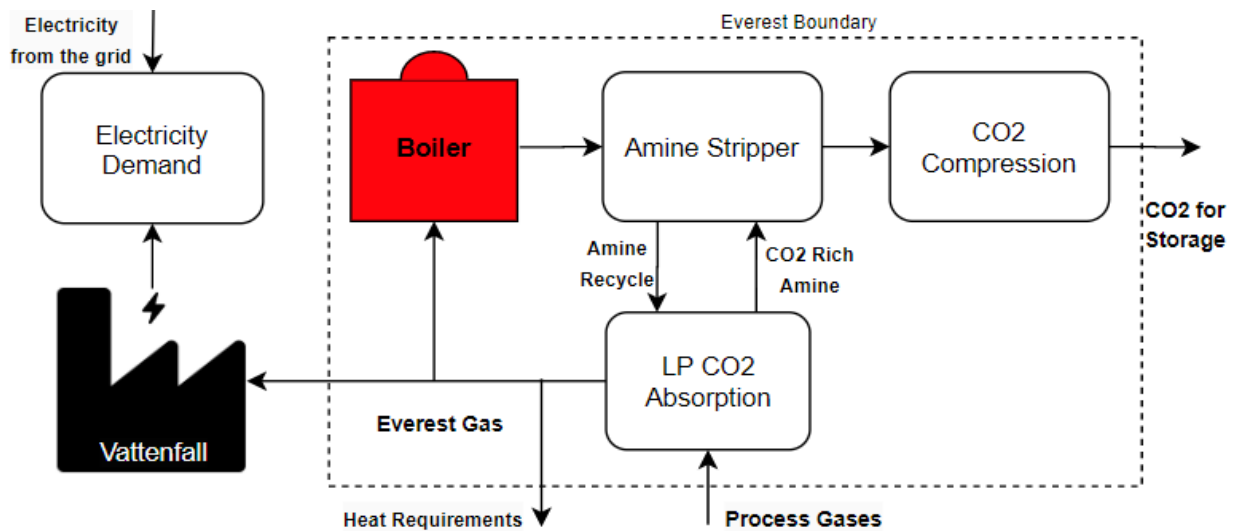 Electricity
from the grid
Everest Boundary
Electricity
Demand
Boiler
Amine Stripper
CO2
Compression
CO2 for
Storage
Amine
Recycle
CO2 Rich
Amine
LP CO2
Absorption
Everest Gas
Vattenfall
Heat Requirements
Process Gases